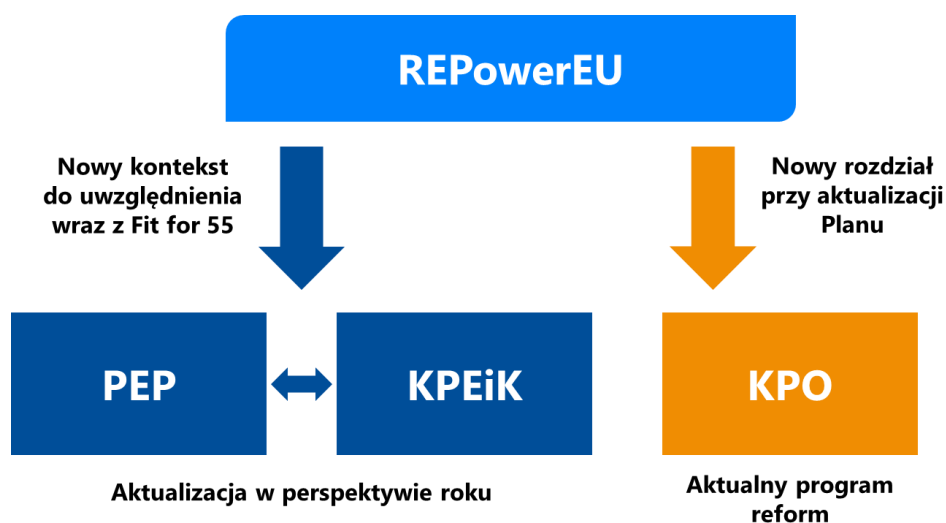 REPowerEU
Nowy kontekst
do uwzględnienia
wraz z Fit for 55
Nowy rozdział
przy aktualizacji
Planu
PEP
KPEiK
KPO
Aktualizacja w perspektywie roku
Aktualny program
reform